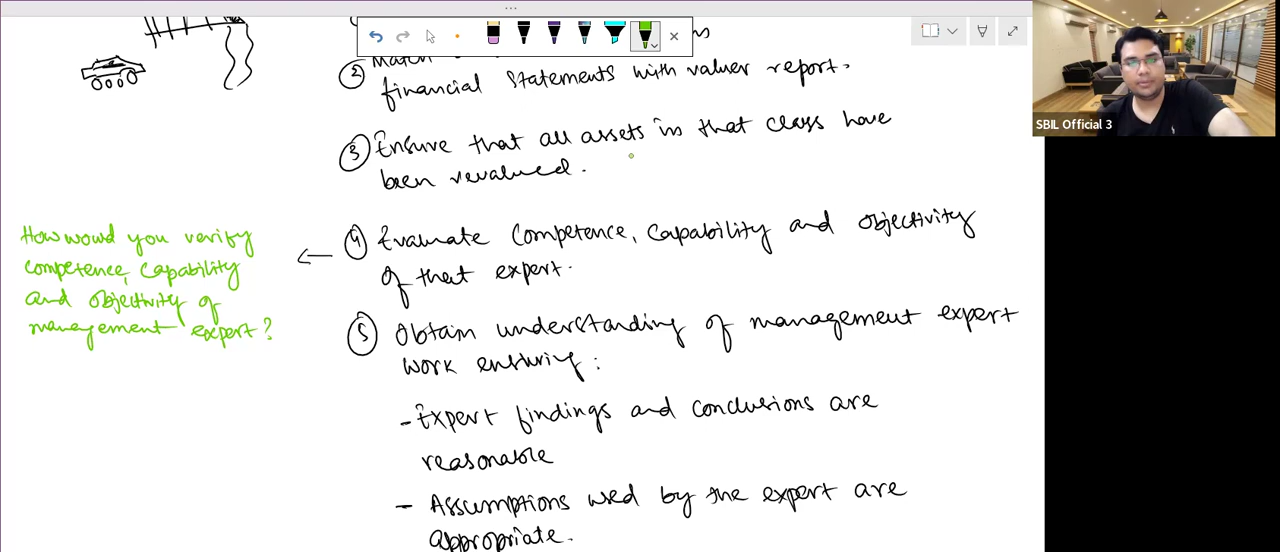 ② Match
financial statements with valuer report.
③ Ensure that all assets in that class have
been revalued.
④ Evaluate competence, capability and objectivity
of that expert.
How would you verify
competence, capability
and objectivity of
management expert?
⑤ Obtain understanding of management expert
work ensuring:
- Expert findings and conclusions are
reasonable
- Assumptions used by the expert are
appropriate.
SBIL Official 3